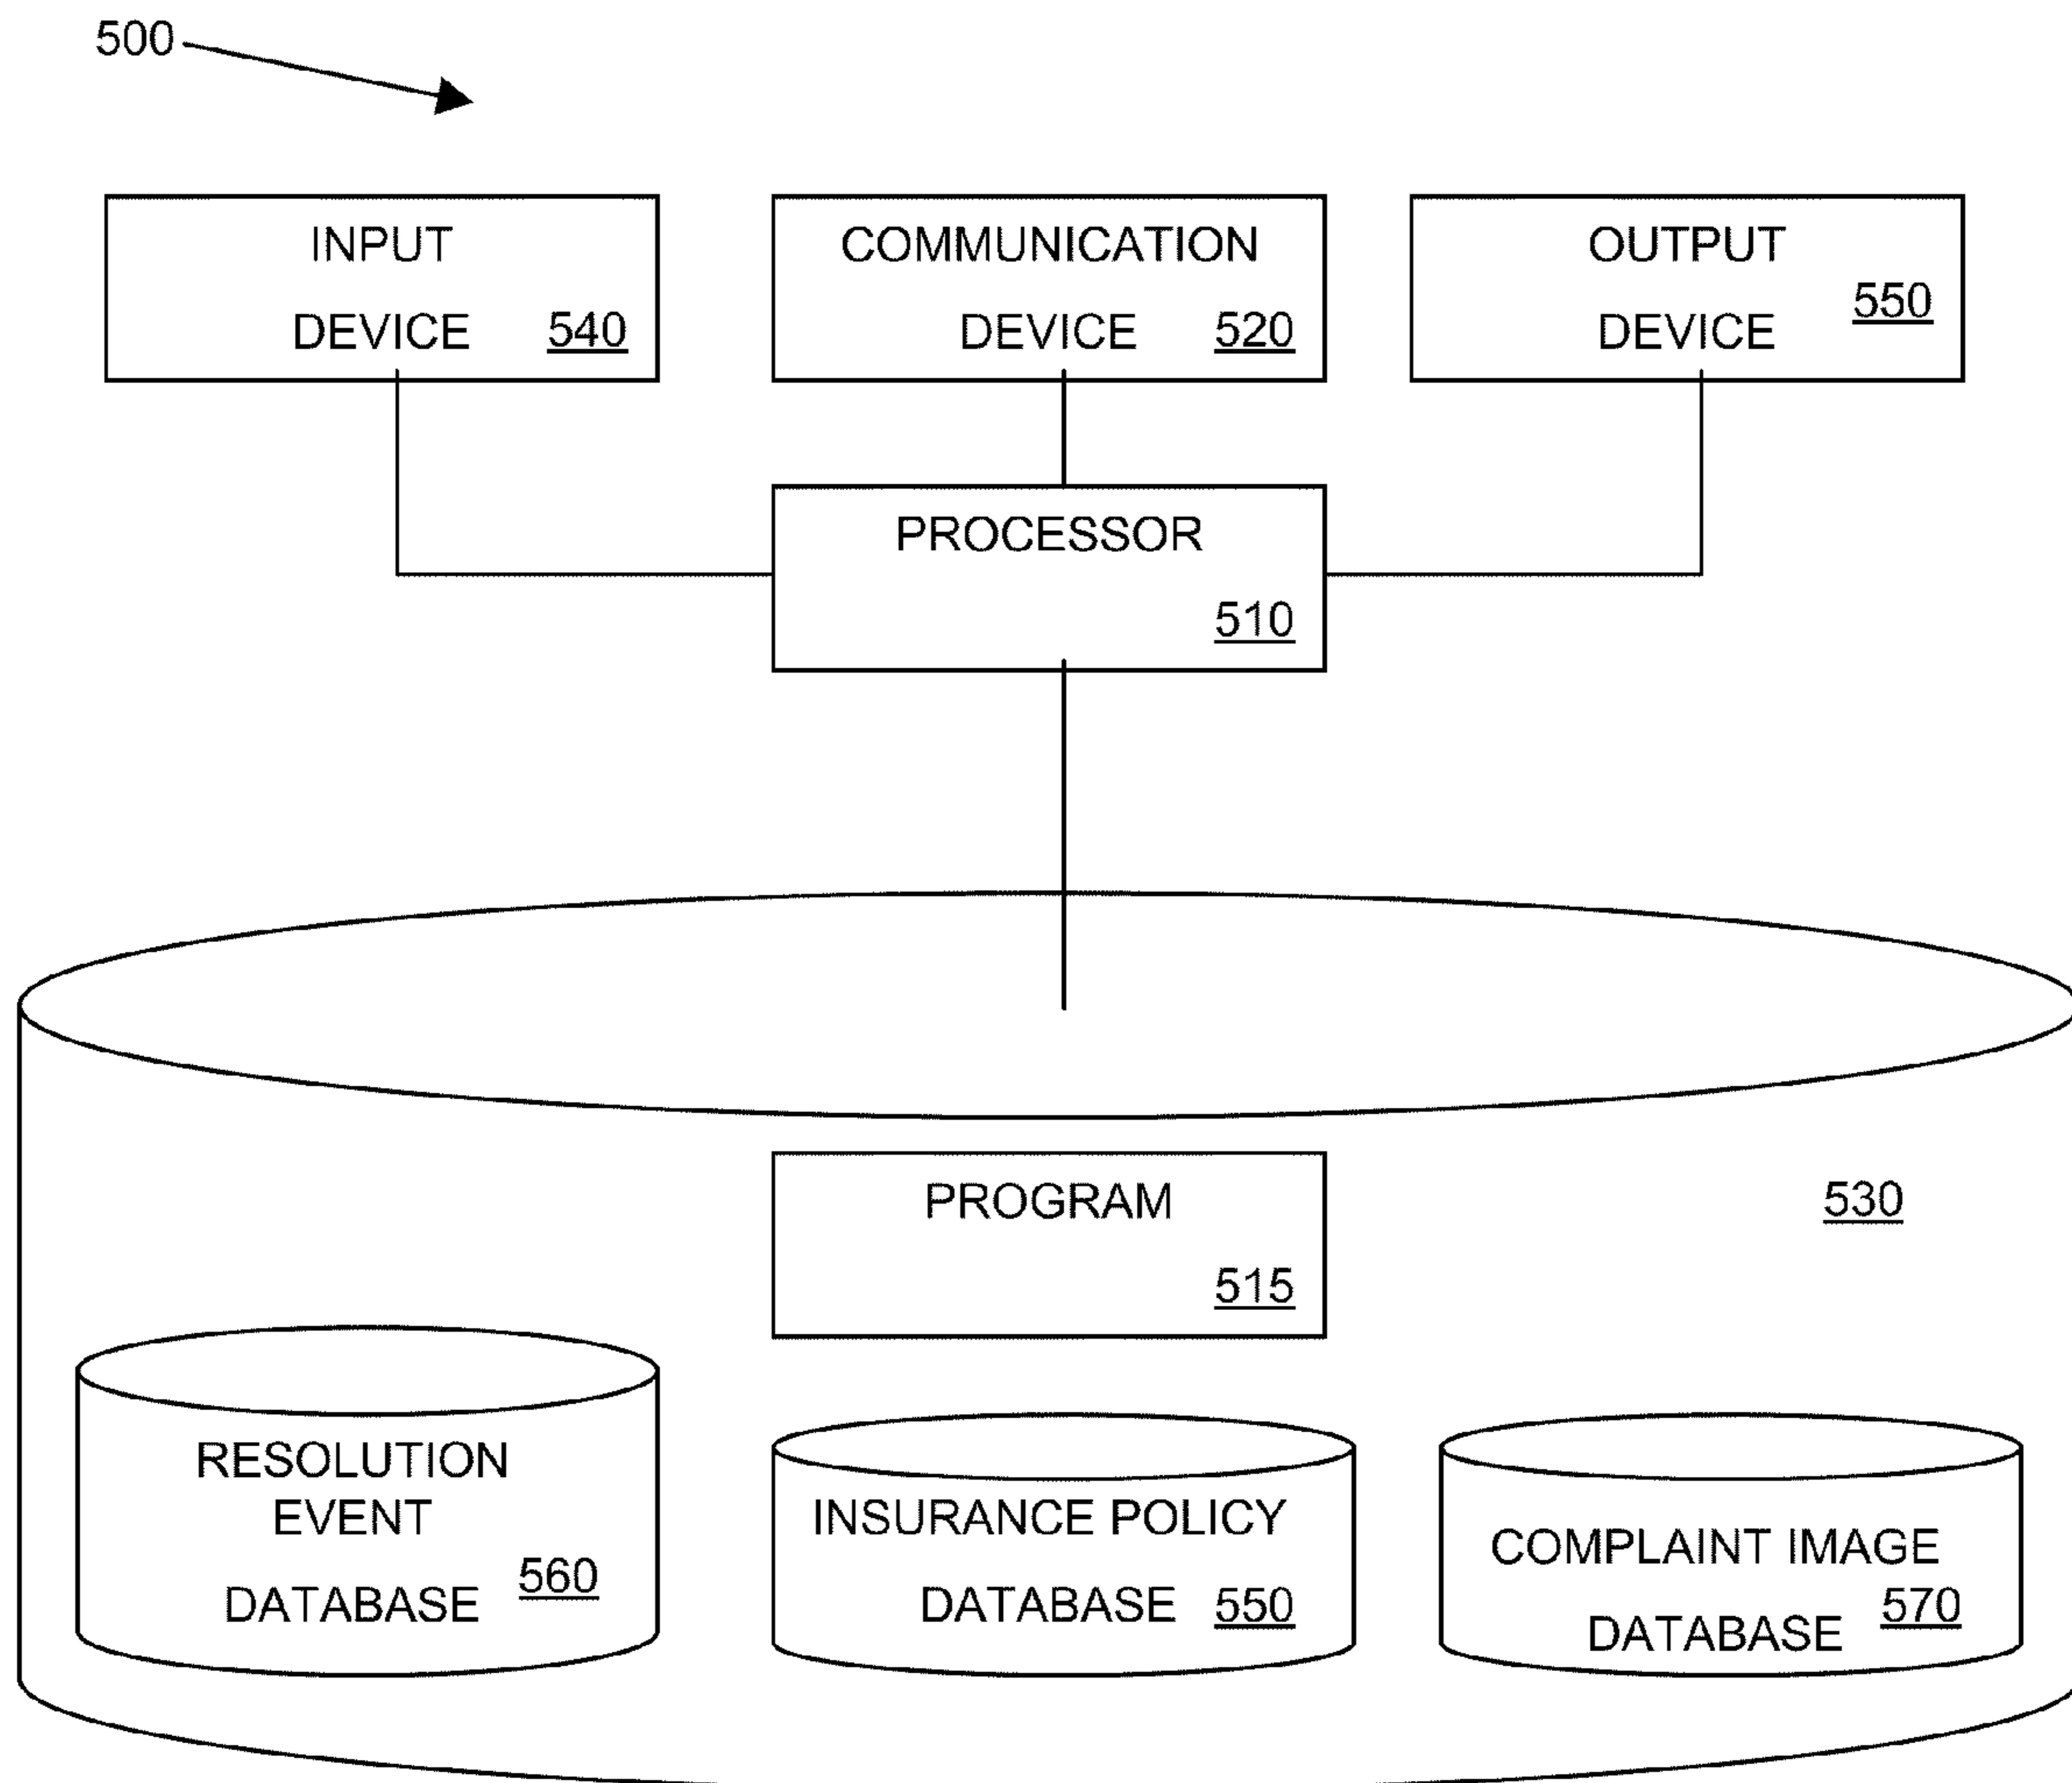 500
INPUT
DEVICE 540
COMMUNICATION
DEVICE 520
OUTPUT
DEVICE 550
PROCESSOR
510
PROGRAM
515
530
RESOLUTION
EVENT
DATABASE 560
INSURANCE POLICY
DATABASE 550
COMPLAINT IMAGE
DATABASE 570